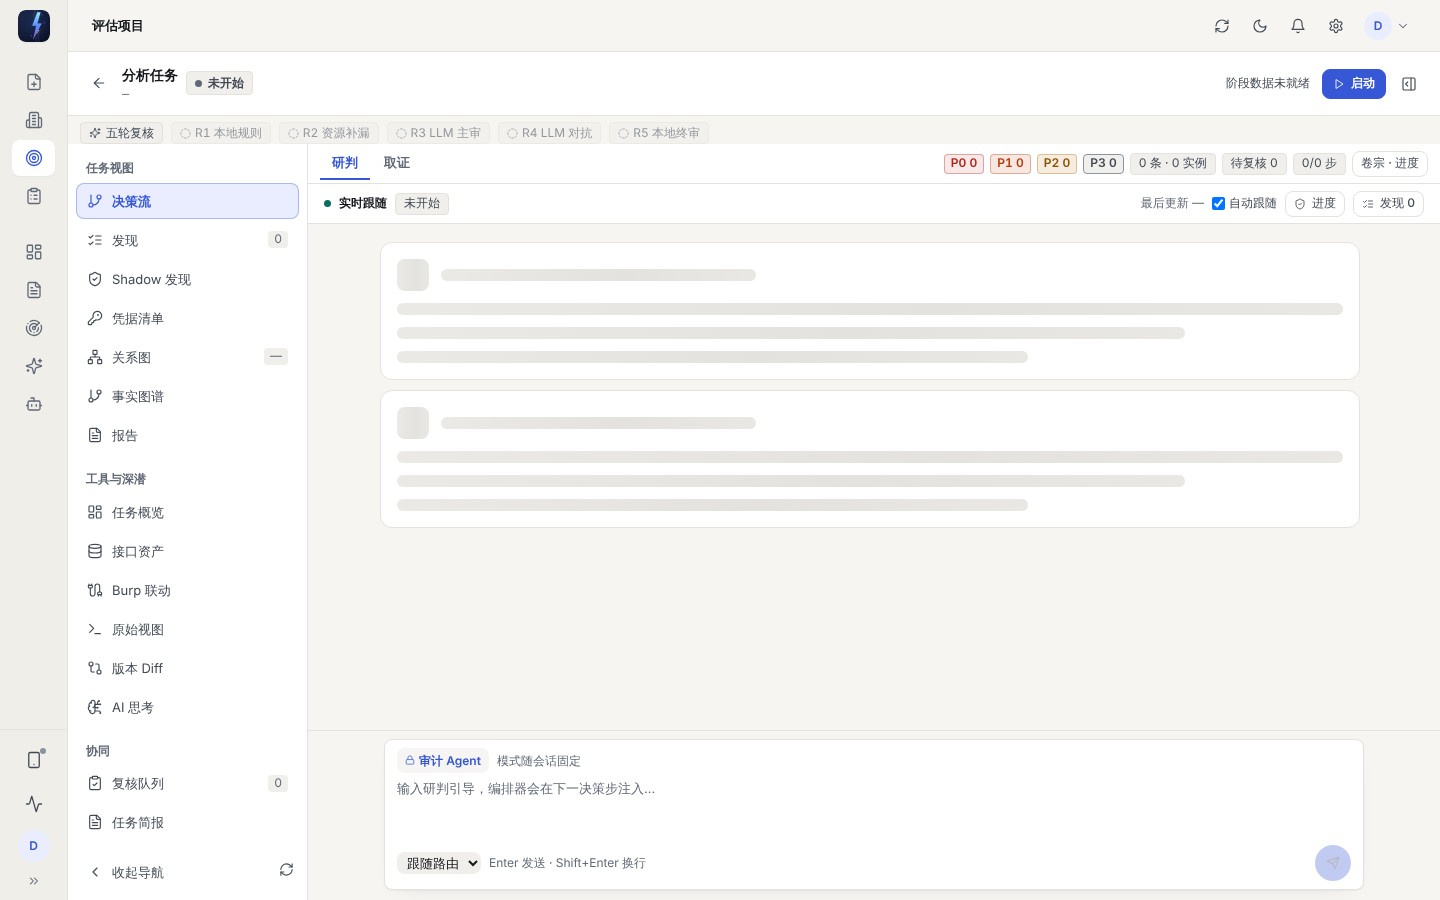 评估项目
D
分析任务
—
未开始
阶段数据未就绪
启动
五轮复核
R1 本地规则
R2 资源补漏
R3 LLM 主审
R4 LLM 对抗
R5 本地终审
任务视图
决策流
发现
0
Shadow 发现
凭据清单
关系图
—
事实图谱
报告
工具与深潜
任务概览
接口资产
Burp 联动
原始视图
版本 Diff
AI 思考
协同
复核队列
0
任务简报
收起导航
D
研判
取证
P0 0
P1 0
P2 0
P3 0
0 条 · 0 实例
待复核 0
0/0 步
卷宗 · 进度
实时跟随
未开始
最后更新 —
自动跟随
进度
发现 0
审计 Agent
模式随会话固定
输入研判引导，编排器会在下一决策步注入...
跟随路由
Enter 发送 · Shift+Enter 换行